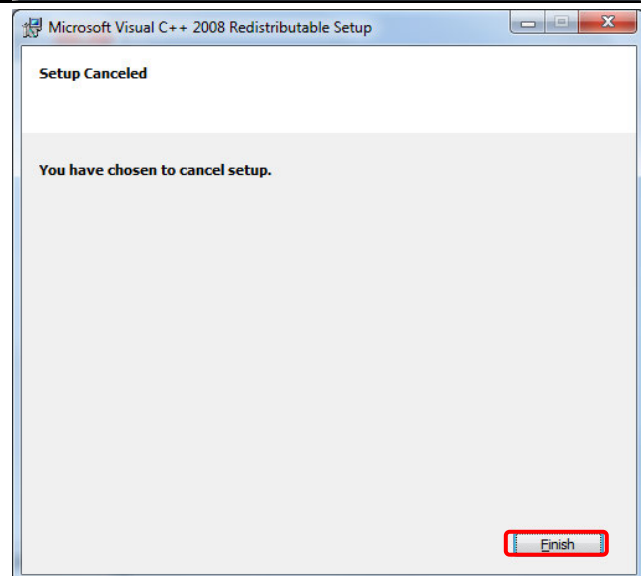 Microsoft Visual C++ 2008 Redistributable Setup
Setup Canceled
You have chosen to cancel setup.
Finish